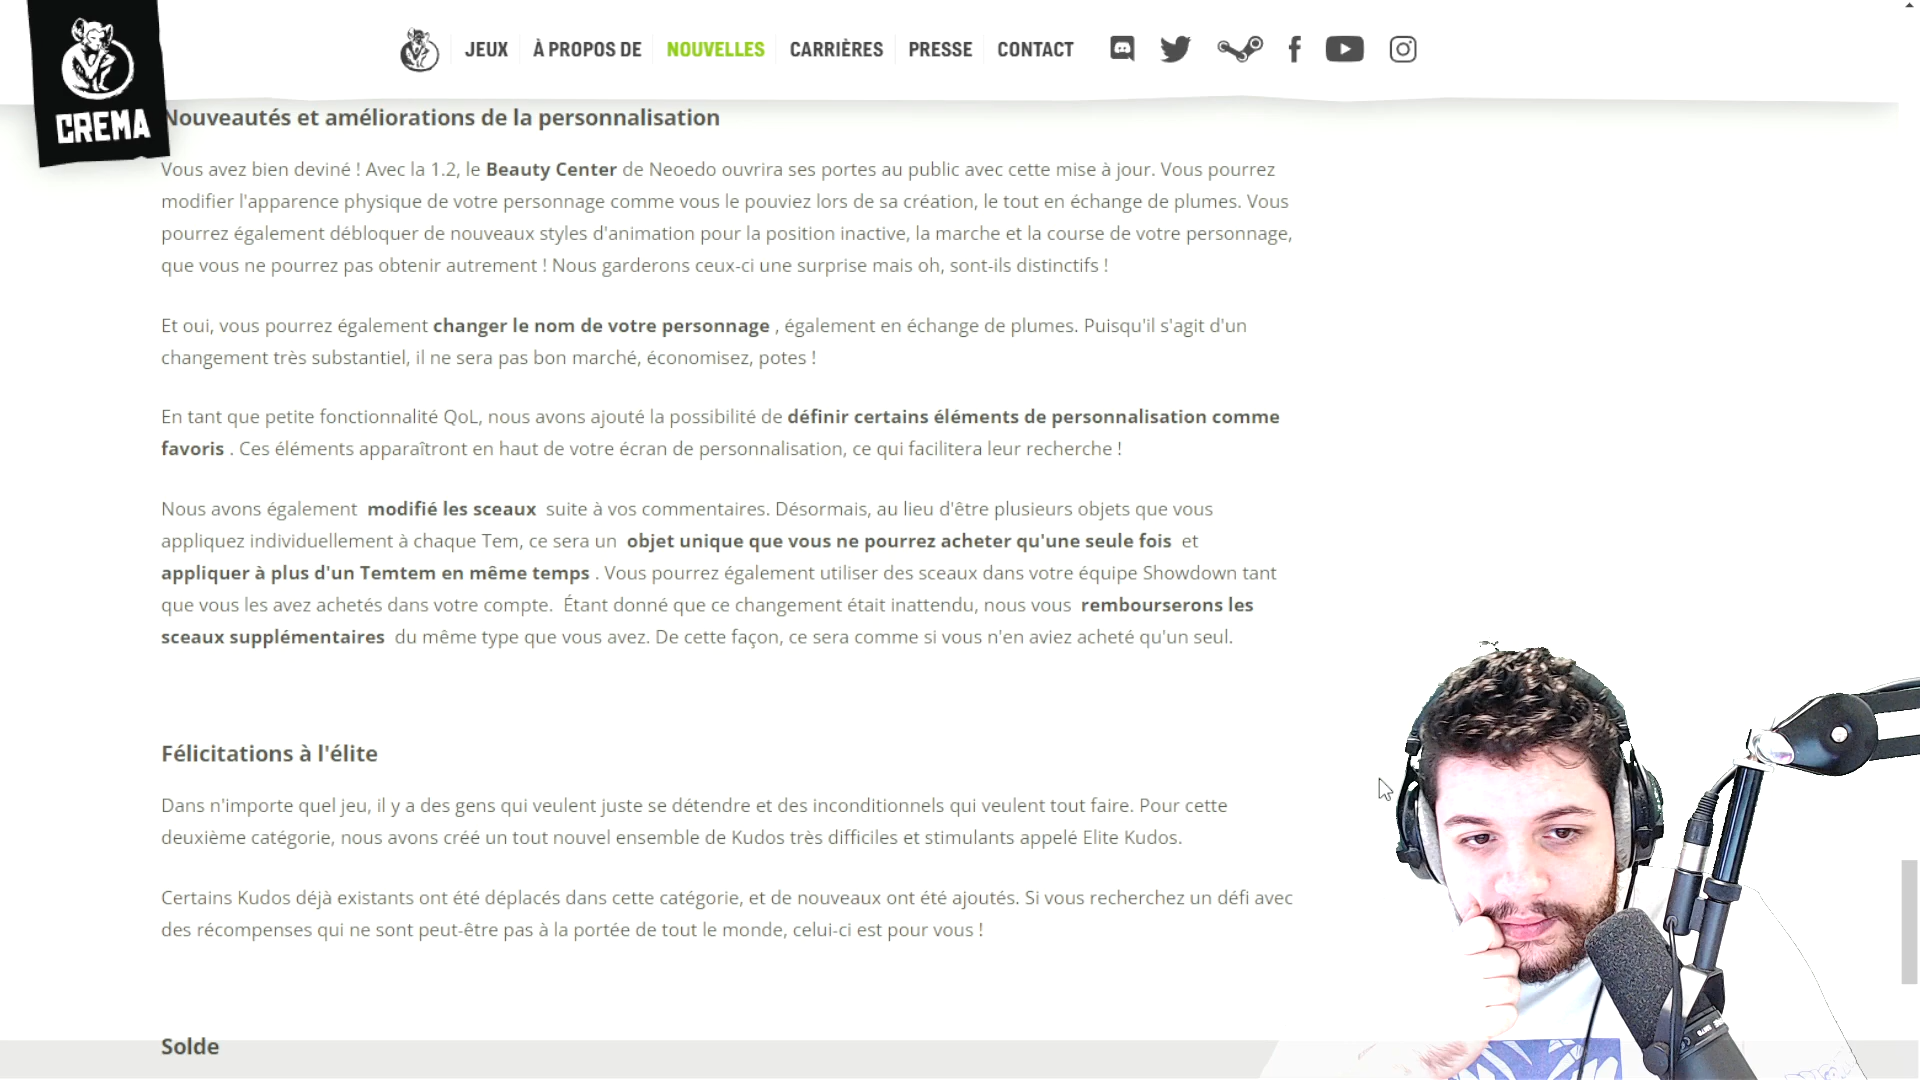 CREMA
JEUX À PROPOS DE NOUVELLES CARRIÈRES PRESSE CONTACT
Nouveautés et améliorations de la personnalisation
Vous avez bien deviné ! Avec la 1.2, le Beauty Center de Neoedo ouvrira ses portes au public avec cette mise à jour. Vous pourrez
modifier l'apparence physique de votre personnage comme vous le pouviez lors de sa création, le tout en échange de plumes. Vous
pourrez également débloquer de nouveaux styles d'animation pour la position inactive, la marche et la course de votre personnage,
que vous ne pourrez pas obtenir autrement ! Nous garderons ceux-ci une surprise mais oh, sont-ils distinctifs !
Et oui, vous pourrez également changer le nom de votre personnage , également en échange de plumes. Puisqu'il s'agit d'un
changement très substantiel, il ne sera pas bon marché, économisez, potes !
En tant que petite fonctionnalité QoL, nous avons ajouté la possibilité de définir certains éléments de personnalisation comme
favoris . Ces éléments apparaîtront en haut de votre écran de personnalisation, ce qui facilitera leur recherche !
Nous avons également modifié les sceaux suite à vos commentaires. Désormais, au lieu d'être plusieurs objets que vous
appliquez individuellement à chaque Tem, ce sera un objet unique que vous ne pourrez acheter qu'une seule fois et
appliquer à plus d'un Temtem en même temps . Vous pourrez également utiliser des sceaux dans votre équipe Showdown tant
que vous les avez achetés dans votre compte. Étant donné que ce changement était inattendu, nous vous rembourserons les
sceaux supplémentaires du même type que vous avez. De cette façon, ce sera comme si vous n'en aviez acheté qu'un seul.
Félicitations à l'élite
Dans n'importe quel jeu, il y a des gens qui veulent juste se détendre et des inconditionnels qui veulent tout faire. Pour cette
deuxième catégorie, nous avons créé un tout nouvel ensemble de Kudos très difficiles et stimulants appelé Elite Kudos.
Certains Kudos déjà existants ont été déplacés dans cette catégorie, et de nouveaux ont été ajoutés. Si vous recherchez un défi avec
des récompenses qui ne sont peut-être pas à la portée de tout le monde, celui-ci est pour vous !
Solde